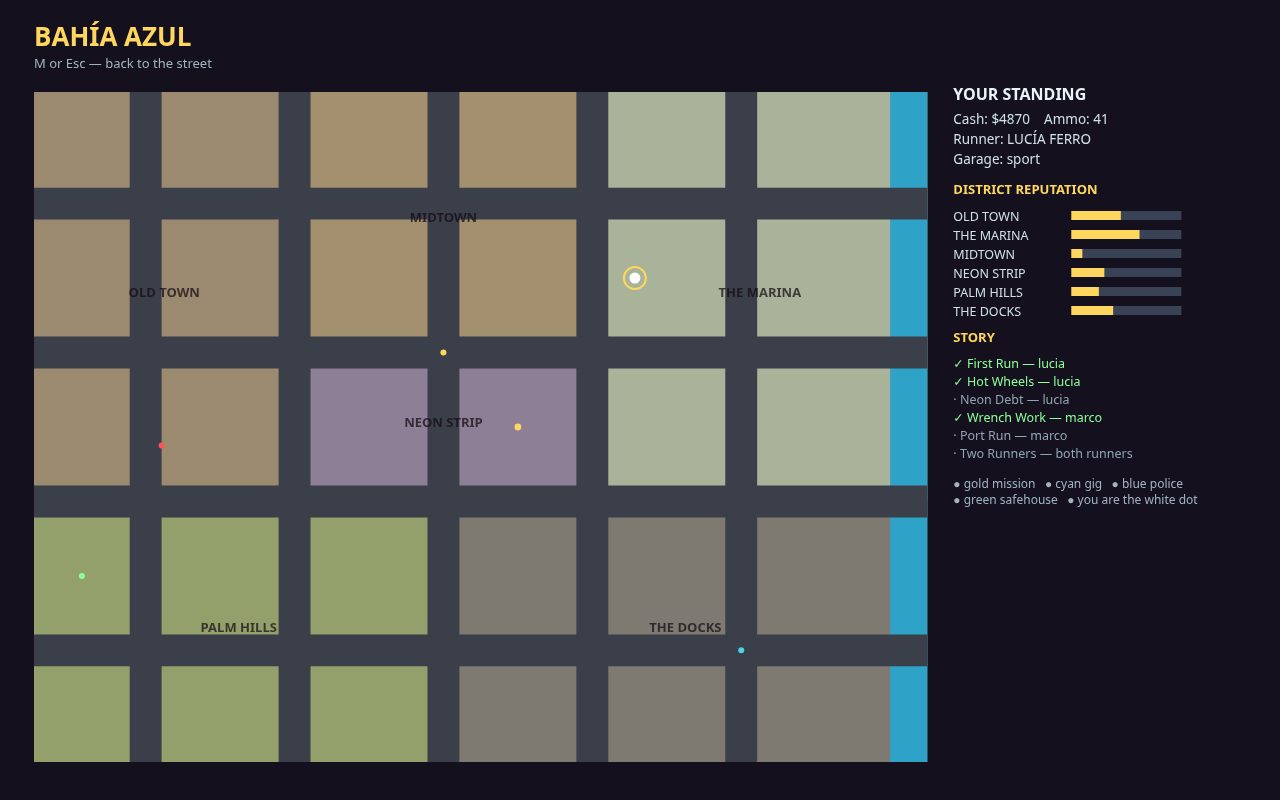 BAHÍA AZUL
M or Esc — back to the street
MIDTOWN
OLD TOWN
THE MARINA
NEON STRIP
PALM HILLS
THE DOCKS
YOUR STANDING
Cash: $4870 Ammo: 41
Runner: LUCÍA FERRO
Garage: sport
DISTRICT REPUTATION
OLD TOWN
THE MARINA
MIDTOWN
NEON STRIP
PALM HILLS
THE DOCKS
STORY
✓ First Run — lucia
✓ Hot Wheels — lucia
· Neon Debt — lucia
✓ Wrench Work — marco
· Port Run — marco
· Two Runners — both runners
● gold mission ● cyan gig ● blue police
● green safehouse ● you are the white dot